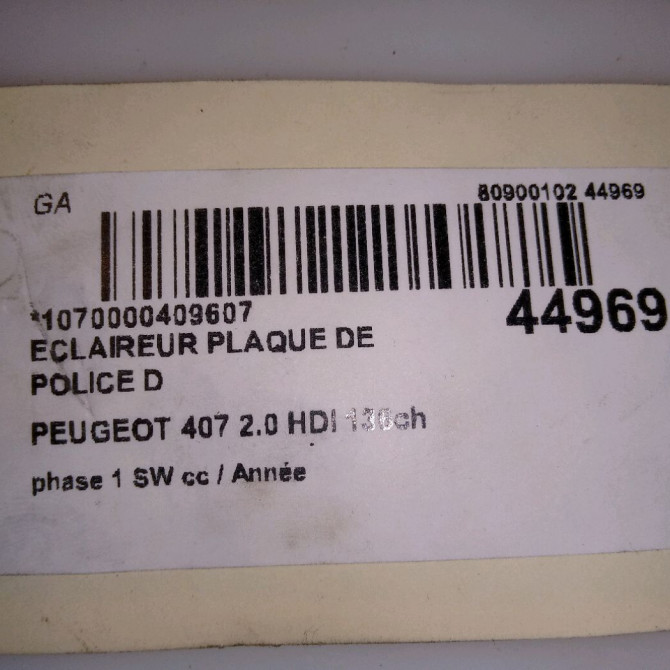 GA
80900102 44969
*1070000409607
44969
ECLAIREUR PLAQUE DE
POLICE D
PEUGEOT 407 2.0 HDI 136ch
phase 1 SW cc / Année